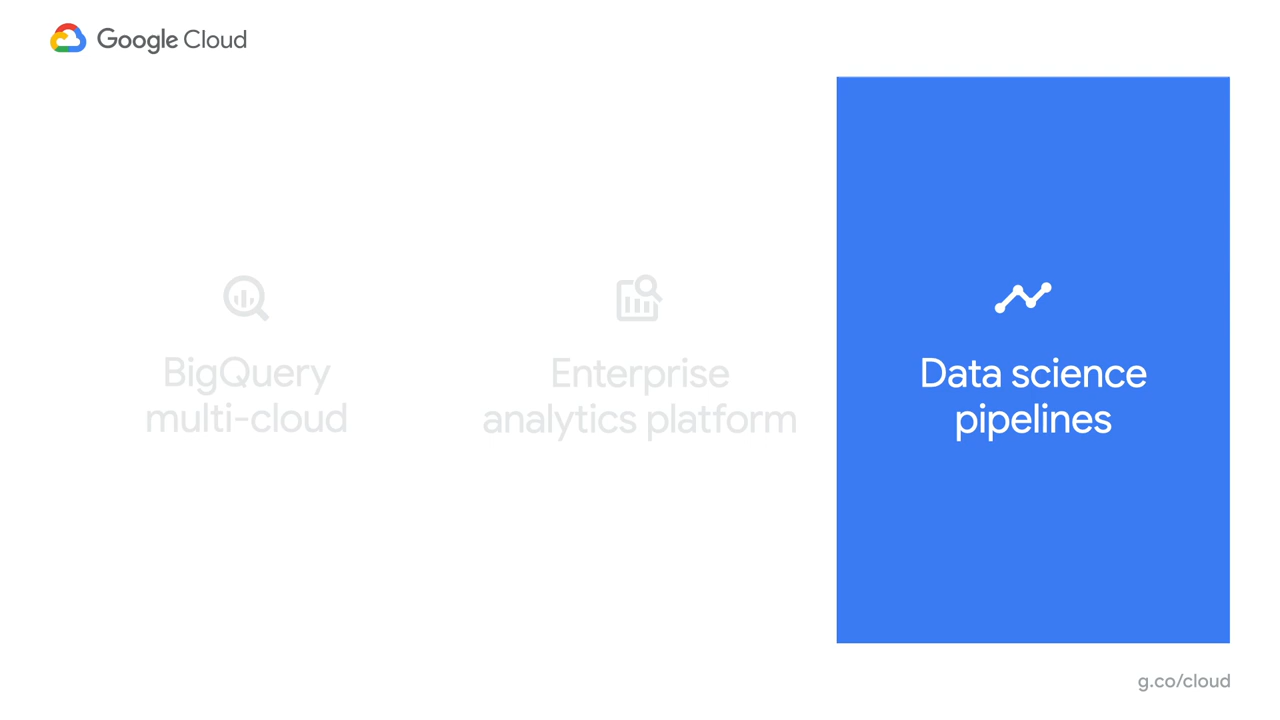 Google Cloud
BigQuery
multi-cloud
Enterprise
analytics platform
Data science
pipelines
g.co/cloud